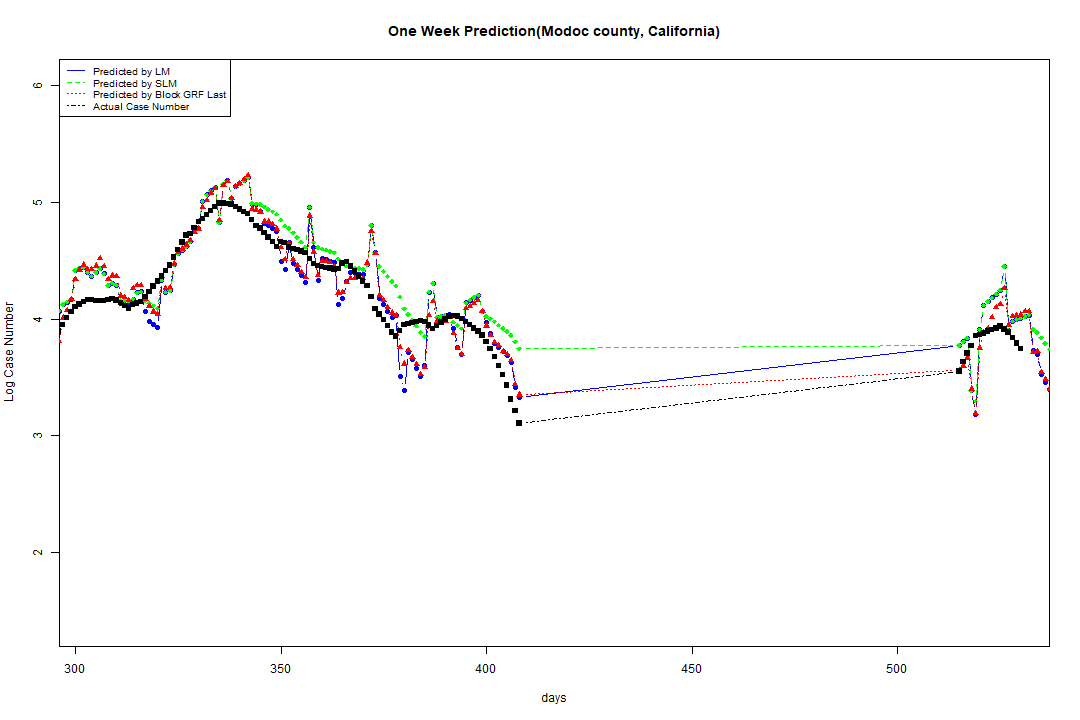 One Week Prediction(Modoc county, California)
Predicted by LM
Predicted by SLM
Predicted by Block GRF Last
Actual Case Number
6
5
4
3
2
Log Case Number
300 350 400 450 500
days